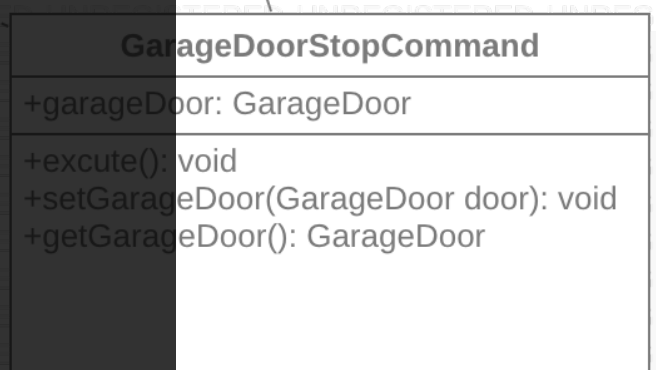 GarageDoorStopCommand
+garageDoor: GarageDoor
+excute(): void
+setGarageDoor(GarageDoor door): void
+getGarageDoor(): GarageDoor